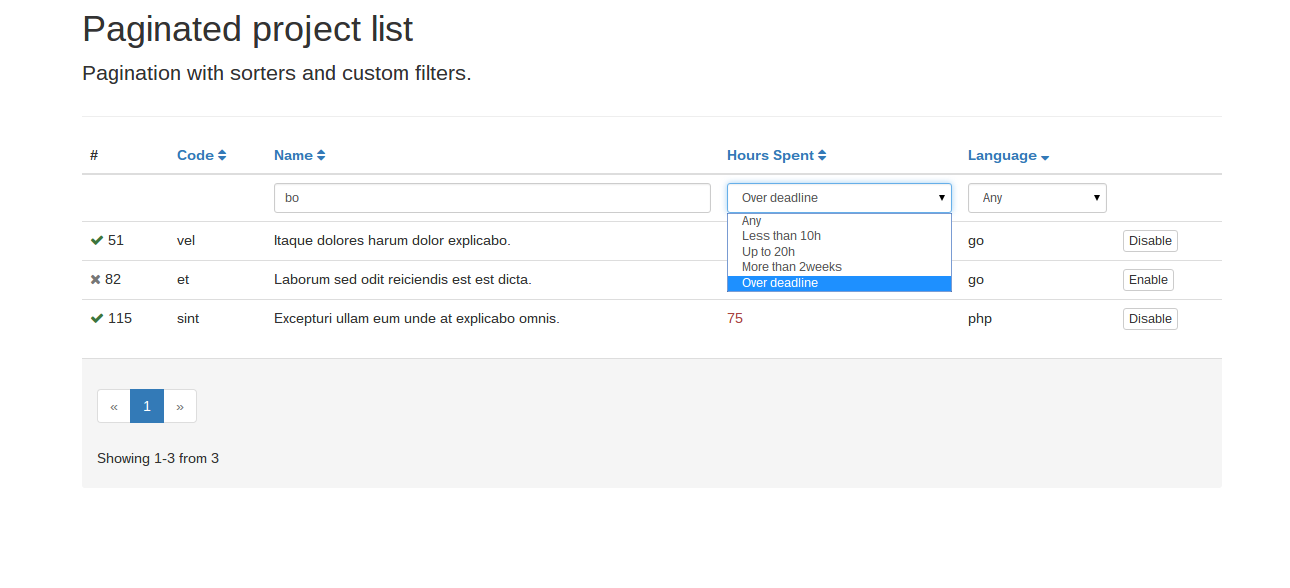 Paginated project list
Pagination with sorters and custom filters.
# Code Name Hours Spent Language
bo Over deadline Any
Any
Less than 10h
Up to 20h
More than 2weeks
Over deadline
51 vel Itaque dolores harum dolor explicabo. go Disable
82 et Laborum sed odit reiciendis est est dicta. go Enable
115 sint Excepturi ullam eum unde at explicabo omnis. 75 php Disable
« 1 »
Showing 1-3 from 3